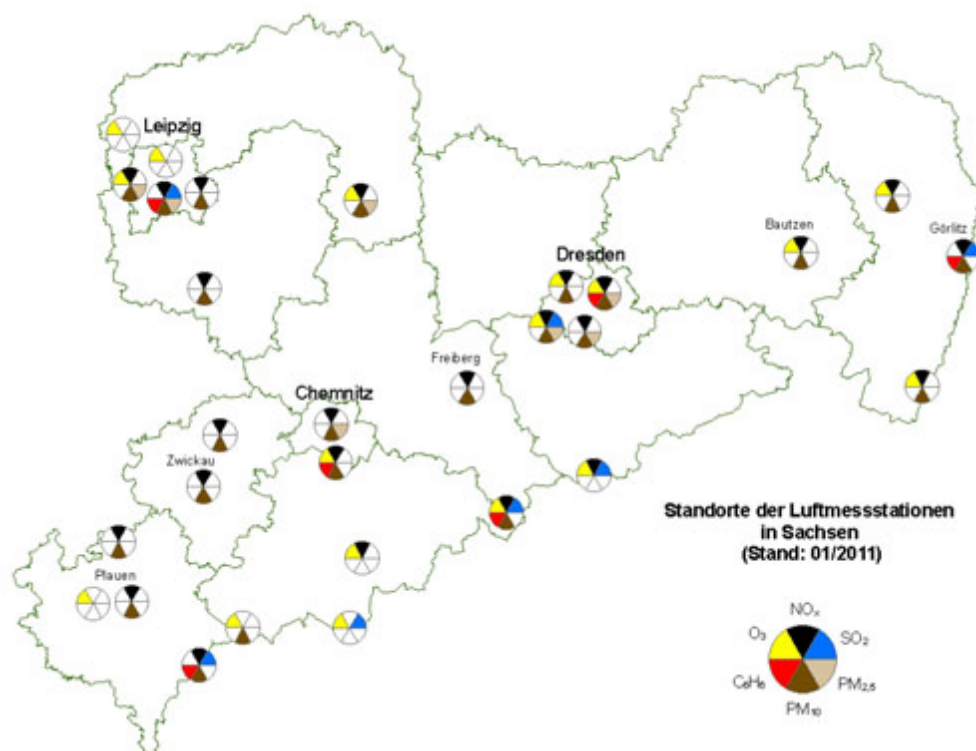 Leipzig
Bautzen
Görlitz
Dresden
Freiberg
Chemnitz
Zwickau
Plauen
Standorte der Luftmessstationen
in Sachsen
(Stand: 01/2011)
NOₓ
O₃
SO₂
C₆H₆
PM₂,₅
PM₁₀